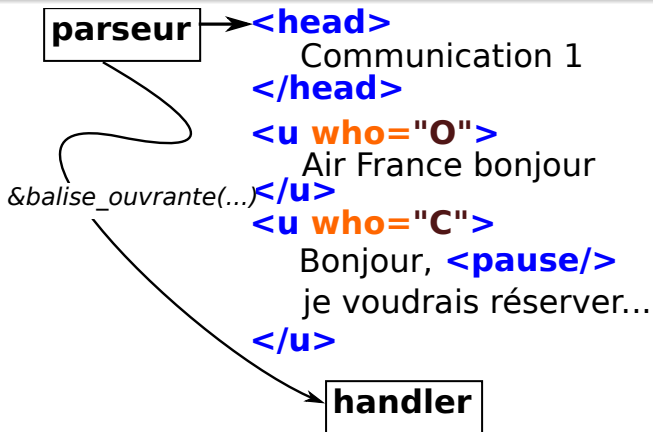 parseur
<head>
Communication 1
</head>
<u who="O">
Air France bonjour
</u>
&balise_ouvrante(...)
<u who="C">
Bonjour, <pause/>
je voudrais réserver...
</u>
handler